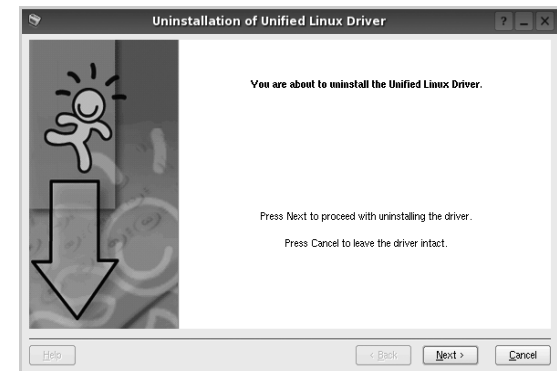 Uninstallation of Unified Linux Driver
You are about to uninstall the Unified Linux Driver.
Press Next to proceed with uninstalling the driver.
Press Cancel to leave the driver intact.
Help
< Back
Next >
Cancel